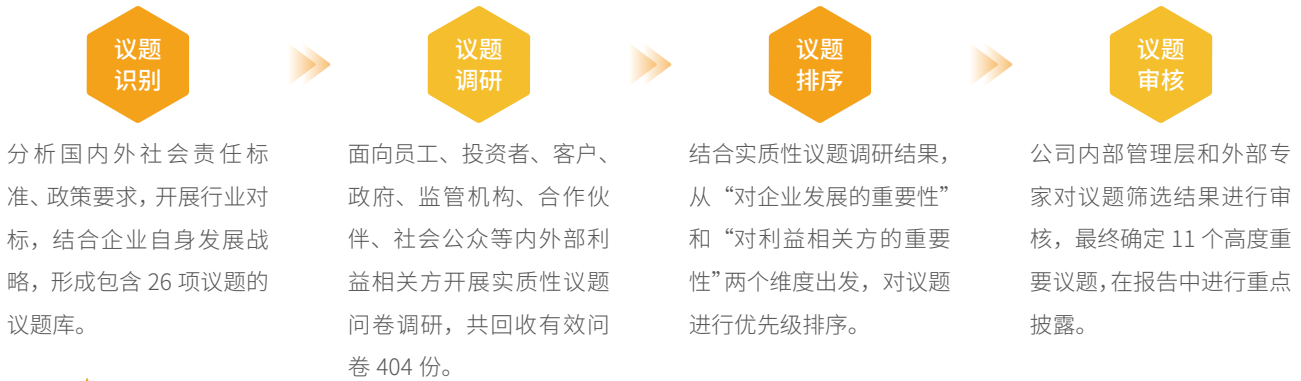 议题
识别
分析国内外社会责任标
准、政策要求，开展行业对
标，结合企业自身发展战
略，形成包含 26 项议题的
议题库。
议题
调研
面向员工、投资者、客户、
政府、监管机构、合作伙
伴、社会公众等内外部利
益相关方开展实质性议题
问卷调研，共回收有效问
卷 404 份。
议题
排序
结合实质性议题调研结果，
从“对企业发展的重要性”
和“对利益相关方的重要
性”两个维度出发，对议题
进行优先级排序。
议题
审核
公司内部管理层和外部专
家对议题筛选结果进行审
核，最终确定 11 个高度重
要议题，在报告中进行重点
披露。